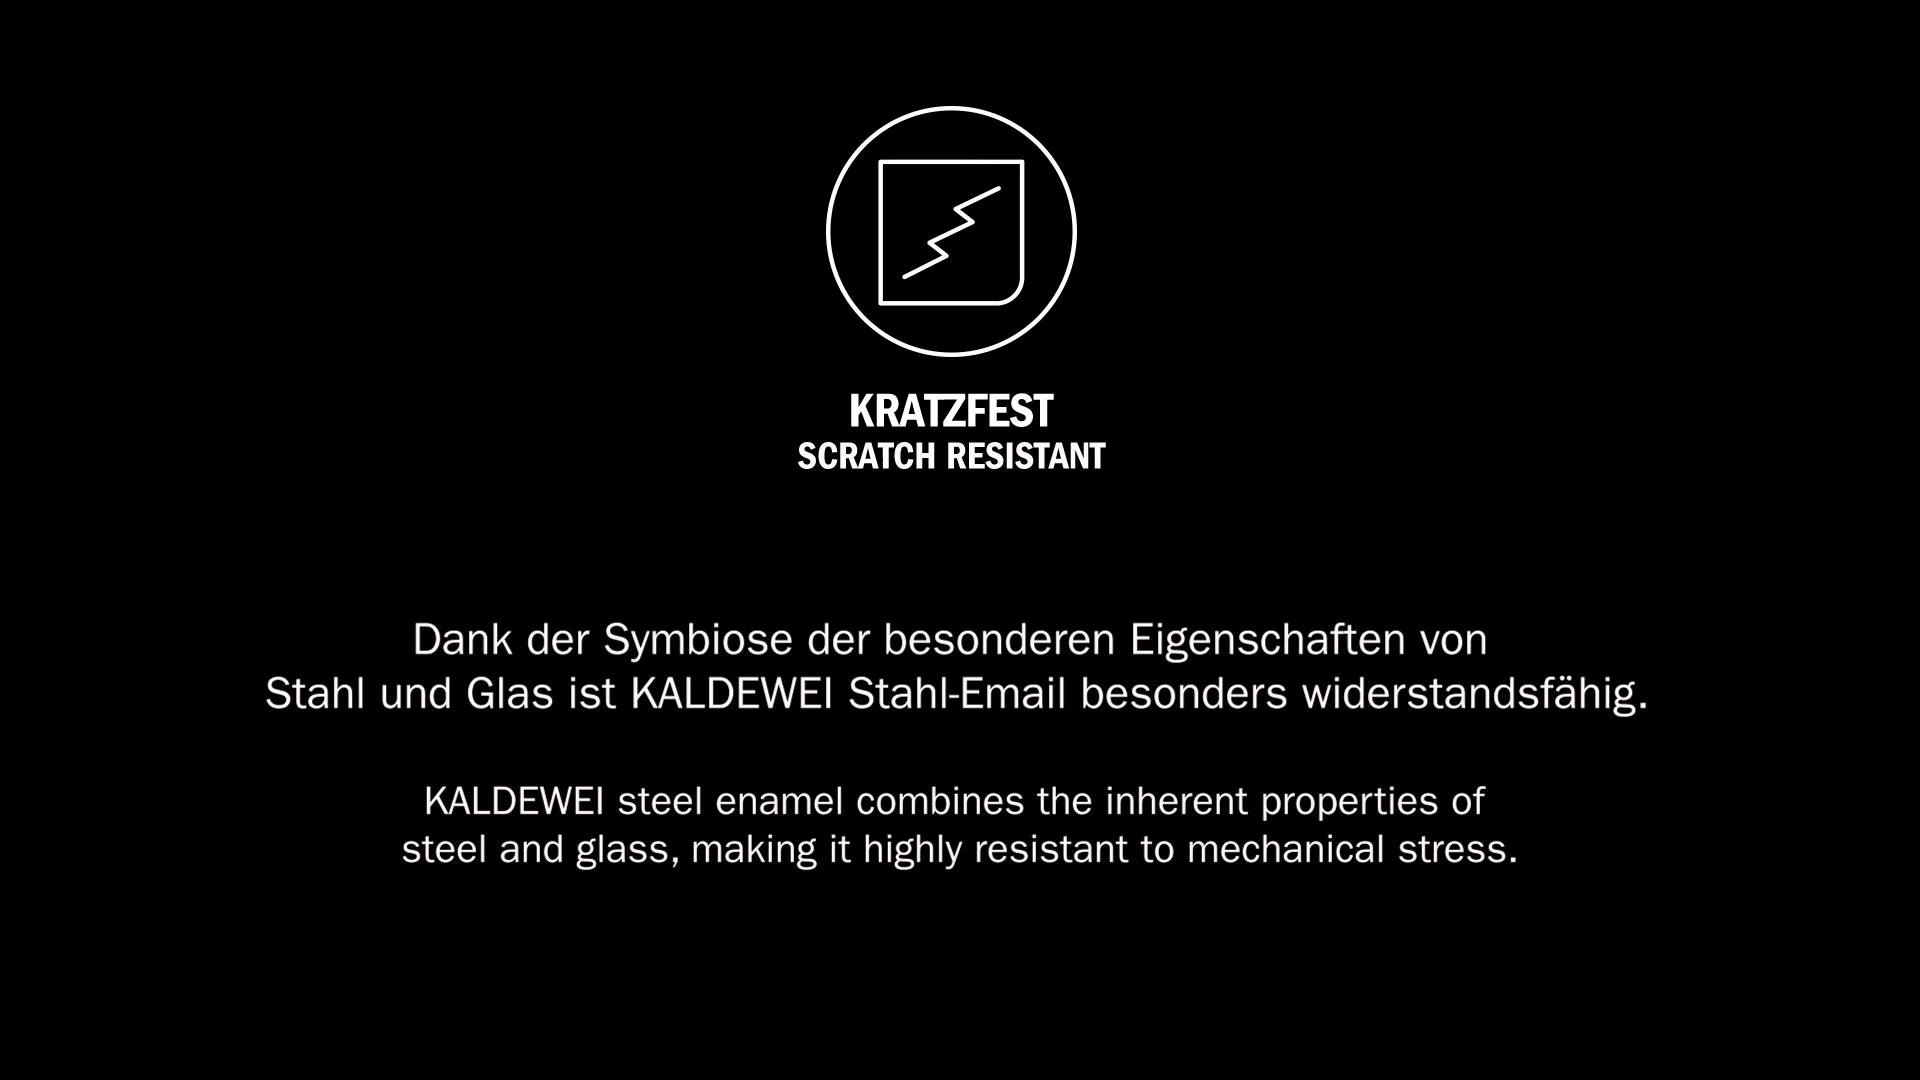 KRATZFEST
SCRATCH RESISTANT
Dank der Symbiose der besonderen Eigenschaften von
Stahl und Glas ist KALDEWEI Stahl-Email besonders widerstandsfähig.
KALDEWEI steel enamel combines the inherent properties of
steel and glass, making it highly resistant to mechanical stress.